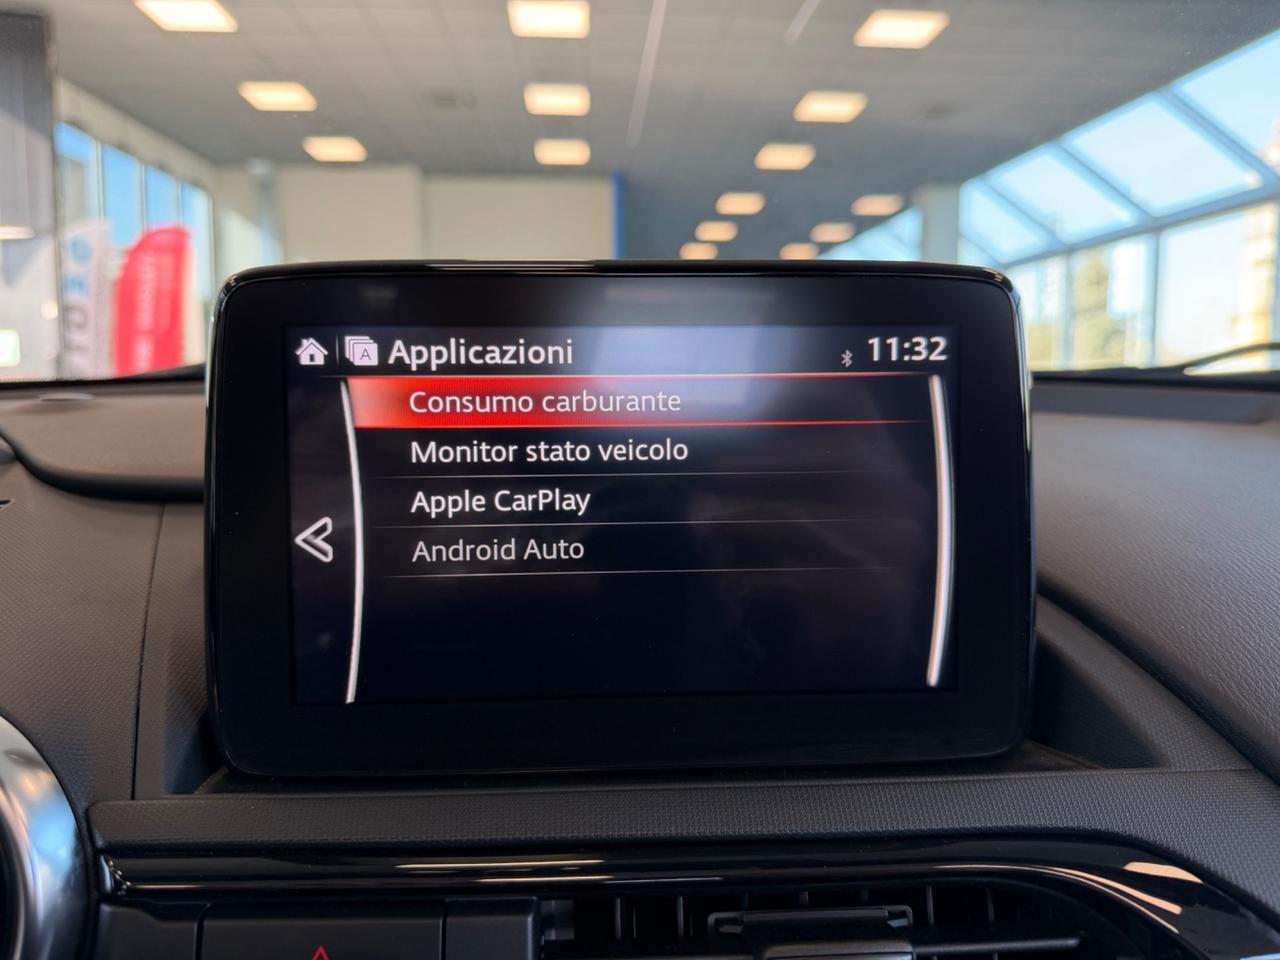 Applicazioni
11:32
Consumo carburante
Monitor stato veicolo
Apple CarPlay
Android Auto